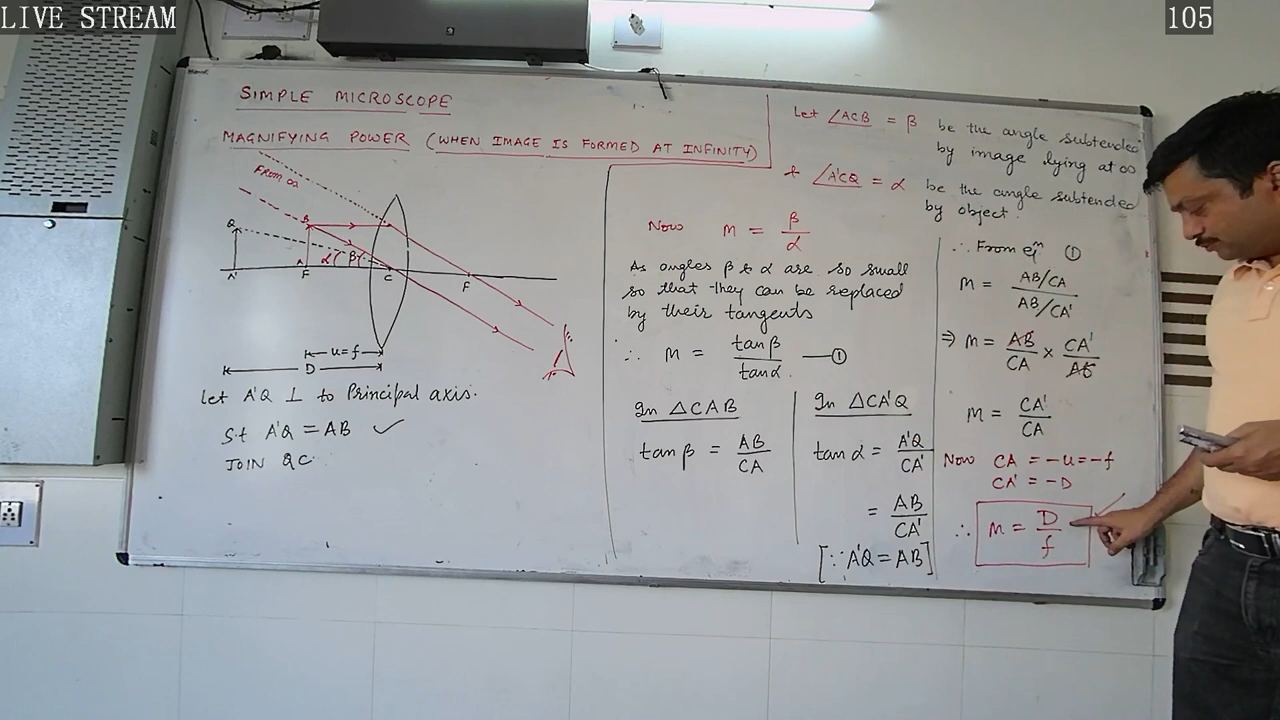 LIVE STREAM
105
SIMPLE MICROSCOPE
MAGNIFYING POWER (WHEN IMAGE IS FORMED AT INFINITY)
From ∞
Q B
A' A F α β C F
u=f
D
Let A'Q ⊥ to Principal axis.
S.t A'Q = AB ✓
JOIN QC
Let ∠ACB = β be the angle subtended
by image lying at ∞
+ ∠A'CQ = α be the angle subtended
by object.
Now m = β/α
As angles β & α are so small
so that they can be replaced
by their tangents
∴ m = tanβ/tanα —①
In △CAB
tanβ = AB/CA
In △CA'Q
tanα = A'Q/CA'
= AB/CA'
[∵ A'Q = AB]
∴ From eqn ①
m = AB/CA / AB/CA'
⇒ m = AB/CA × CA'/AB
m = CA'/CA
Now CA = -u = -f
CA' = -D
∴ m = D/f